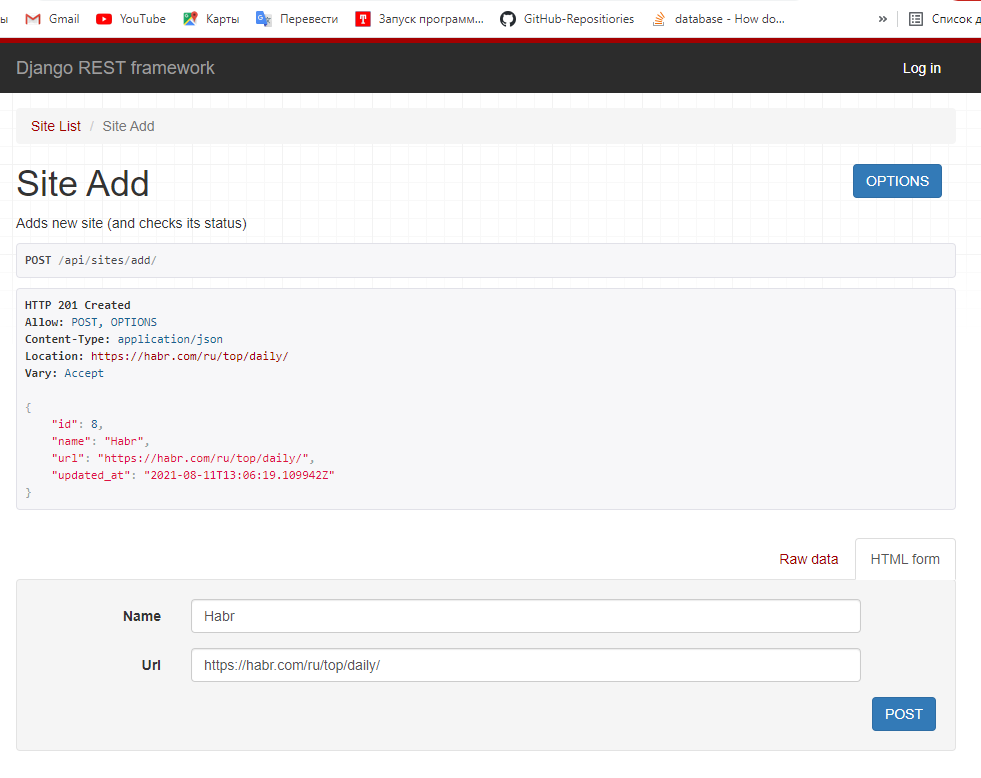 ы Gmail YouTube Карты Перевести Запуск программ... GitHub-Repositiories database - How do... » Список д
Django REST framework Log in
Site List / Site Add
Site Add OPTIONS
Adds new site (and checks its status)
POST /api/sites/add/
HTTP 201 Created
Allow: POST, OPTIONS
Content-Type: application/json
Location: https://habr.com/ru/top/daily/
Vary: Accept
{
"id": 8,
"name": "Habr",
"url": "https://habr.com/ru/top/daily/",
"updated_at": "2021-08-11T13:06:19.109942Z"
}
Raw data HTML form
Name Habr
Url https://habr.com/ru/top/daily/
POST